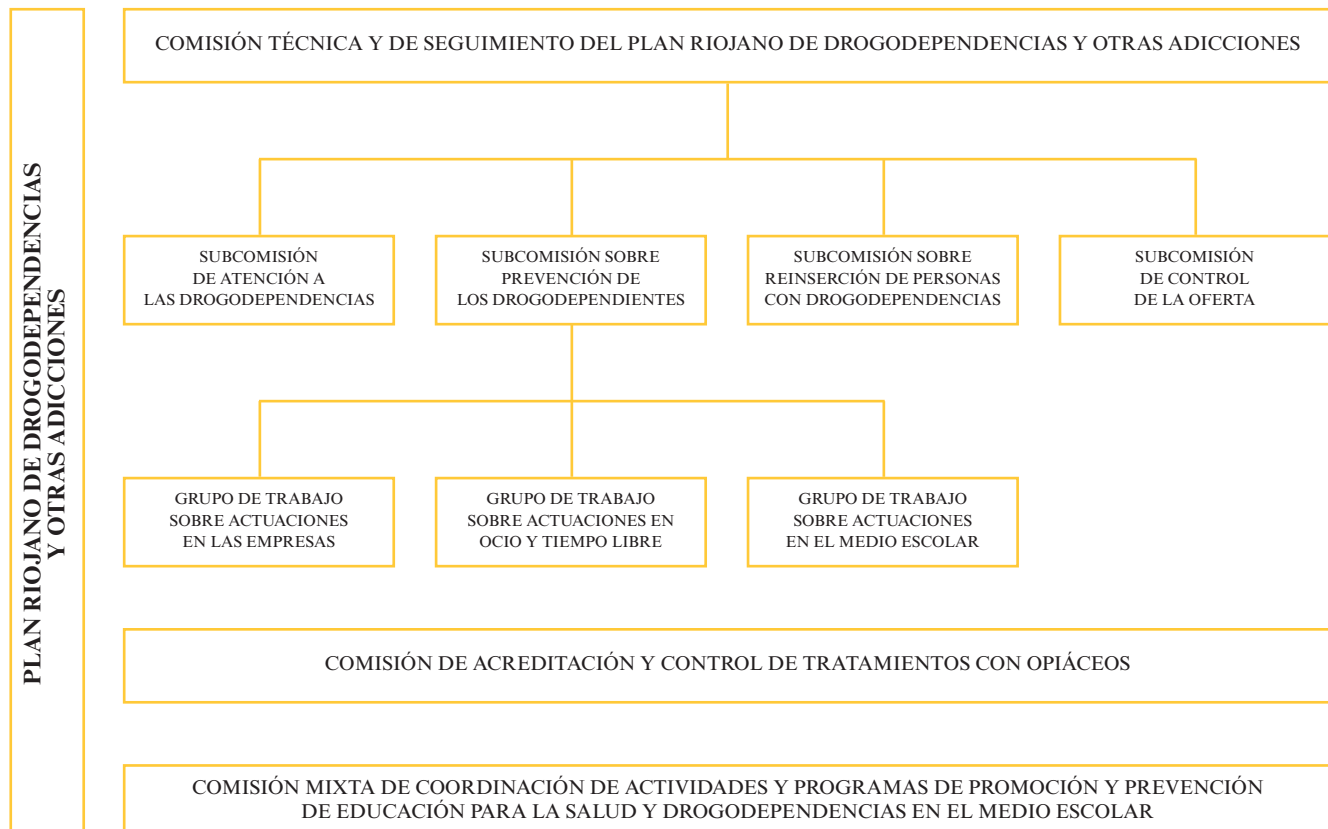 PLAN RIOJANO DE DROGODEPENDENCIAS
Y OTRAS ADICCIONES
COMISIÓN TÉCNICA Y DE SEGUIMIENTO DEL PLAN RIOJANO DE DROGODEPENDENCIAS Y OTRAS ADICCIONES
SUBCOMISIÓN
DE ATENCIÓN A
LAS DROGODEPENDENCIAS
SUBCOMISIÓN SOBRE
PREVENCIÓN DE
LOS DROGODEPENDIENTES
SUBCOMISIÓN SOBRE
REINSERCIÓN DE PERSONAS
CON DROGODEPENDENCIAS
SUBCOMISIÓN
DE CONTROL
DE LA OFERTA
GRUPO DE TRABAJO
SOBRE ACTUACIONES
EN LAS EMPRESAS
GRUPO DE TRABAJO
SOBRE ACTUACIONES EN
OCIO Y TIEMPO LIBRE
GRUPO DE TRABAJO
SOBRE ACTUACIONES
EN EL MEDIO ESCOLAR
COMISIÓN DE ACREDITACIÓN Y CONTROL DE TRATAMIENTOS CON OPIÁCEOS
COMISIÓN MIXTA DE COORDINACIÓN DE ACTIVIDADES Y PROGRAMAS DE PROMOCIÓN Y PREVENCIÓN
DE EDUCACIÓN PARA LA SALUD Y DROGODEPENDENCIAS EN EL MEDIO ESCOLAR